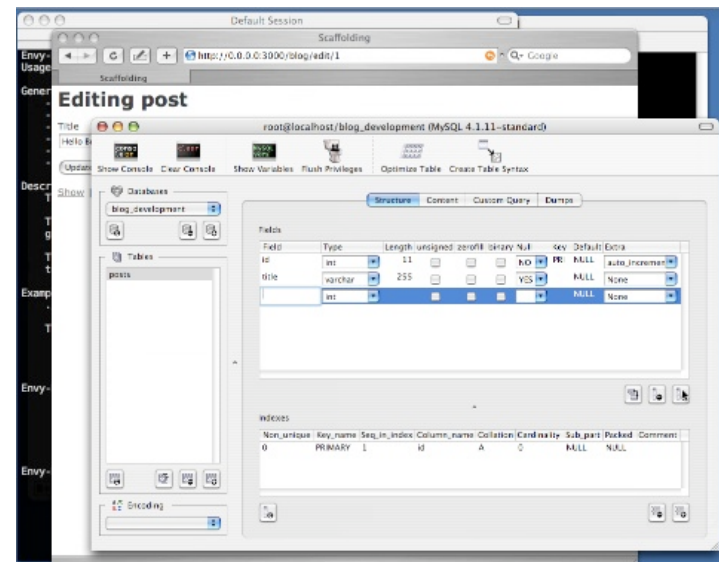 Default Session
Scaffolding
http://0.0.0.0:3000/blog/edit/1
Google
Scaffolding
Envy-
Usage
Gener
Editing post
Title
Hello
Updat
Show
Descr
T
T
g
T
t
Examp
T
Envy-
Envy-
root@localhost/blog_development (MySQL 4.1.11-standard)
Show Console Clear Console Show Variables Flush Privileges Optimize Table Create Table Syntax
Databases
blog_development
Tables
posts
Encoding
Structure Content Custom Query Dumps
Fields
Field Type Length unsigned zerofill binary Null Key Default Extra
id int 11 NO PRI NULL auto_increment
title varchar 255 YES NULL None
int NULL None
Indexes
Non_unique Key_name Seq_in_index Column_name Collation Cardinality Sub_part Packed Comment
0 PRIMARY 1 id A 0 NULL NULL